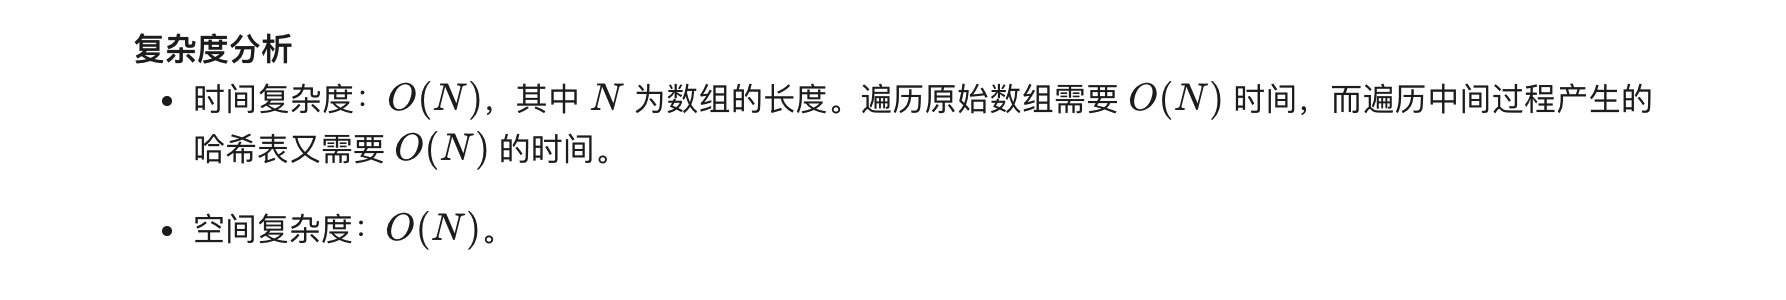 复杂度分析
• 时间复杂度：O(N)，其中 N 为数组的长度。遍历原始数组需要 O(N) 时间，而遍历中间过程产生的
哈希表又需要 O(N) 的时间。
• 空间复杂度：O(N)。